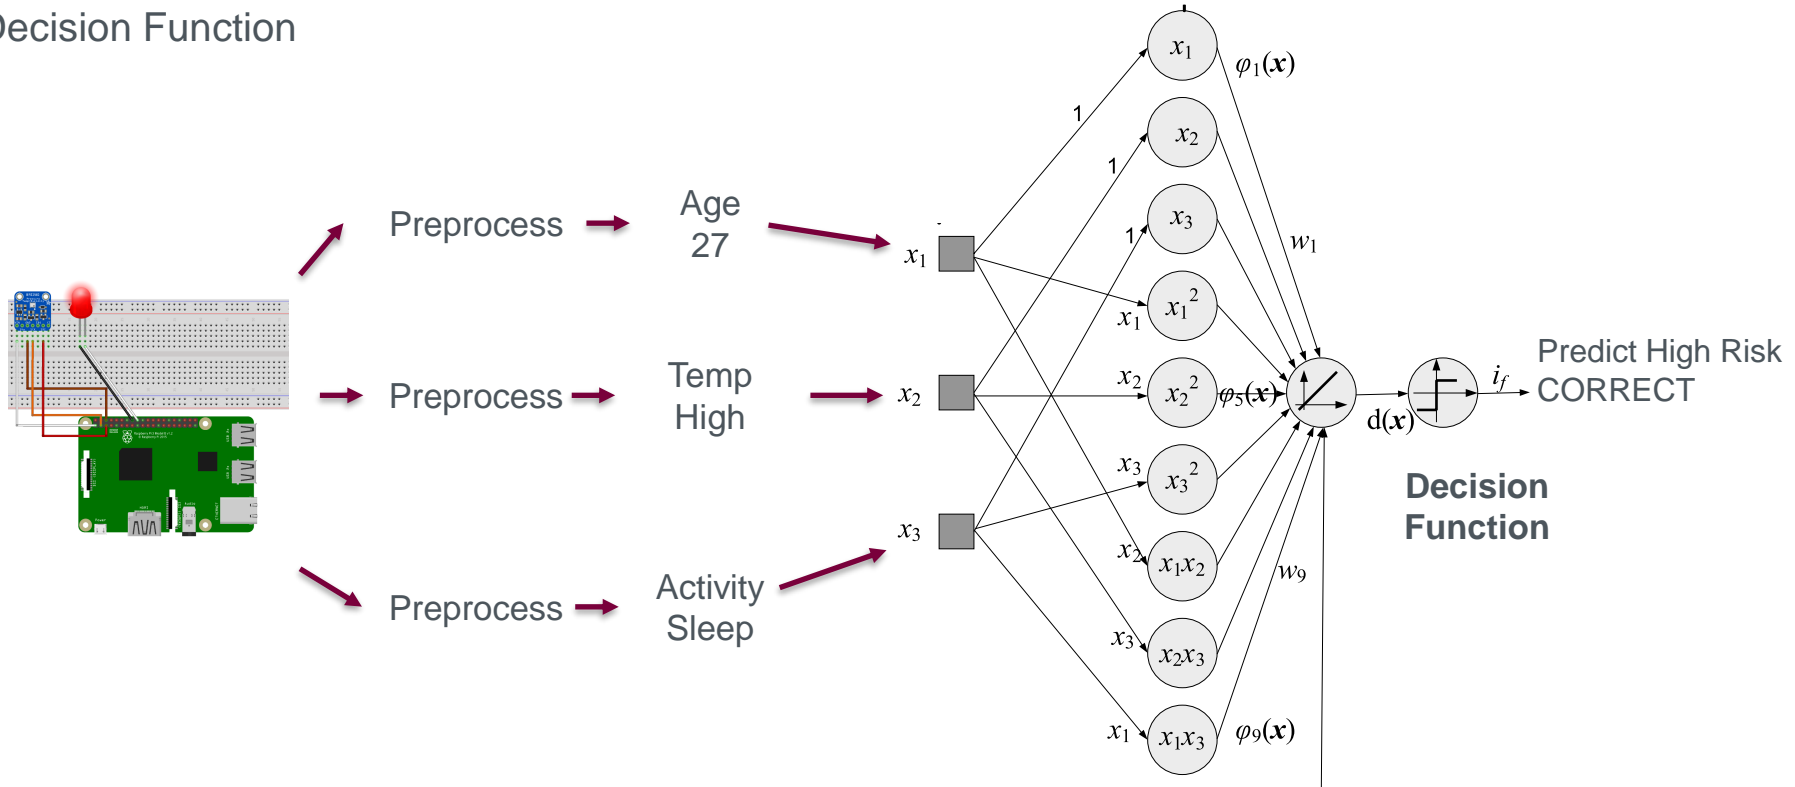 Decision Function
x₁
φ₁(x)
1
x₂
1
Preprocess
Age
27
x₃
1
x₁
w₁
x₁²
x₁
Preprocess
Temp
High
x₂
x₂
x₂²
φ₅(x)
d(x)
i_f
Predict High Risk
CORRECT
x₃
x₃²
Decision
Function
x₃
x₂
x₁x₂
w₉
Preprocess
Activity
Sleep
x₃
x₂x₃
x₁
x₁x₃
φ₉(x)